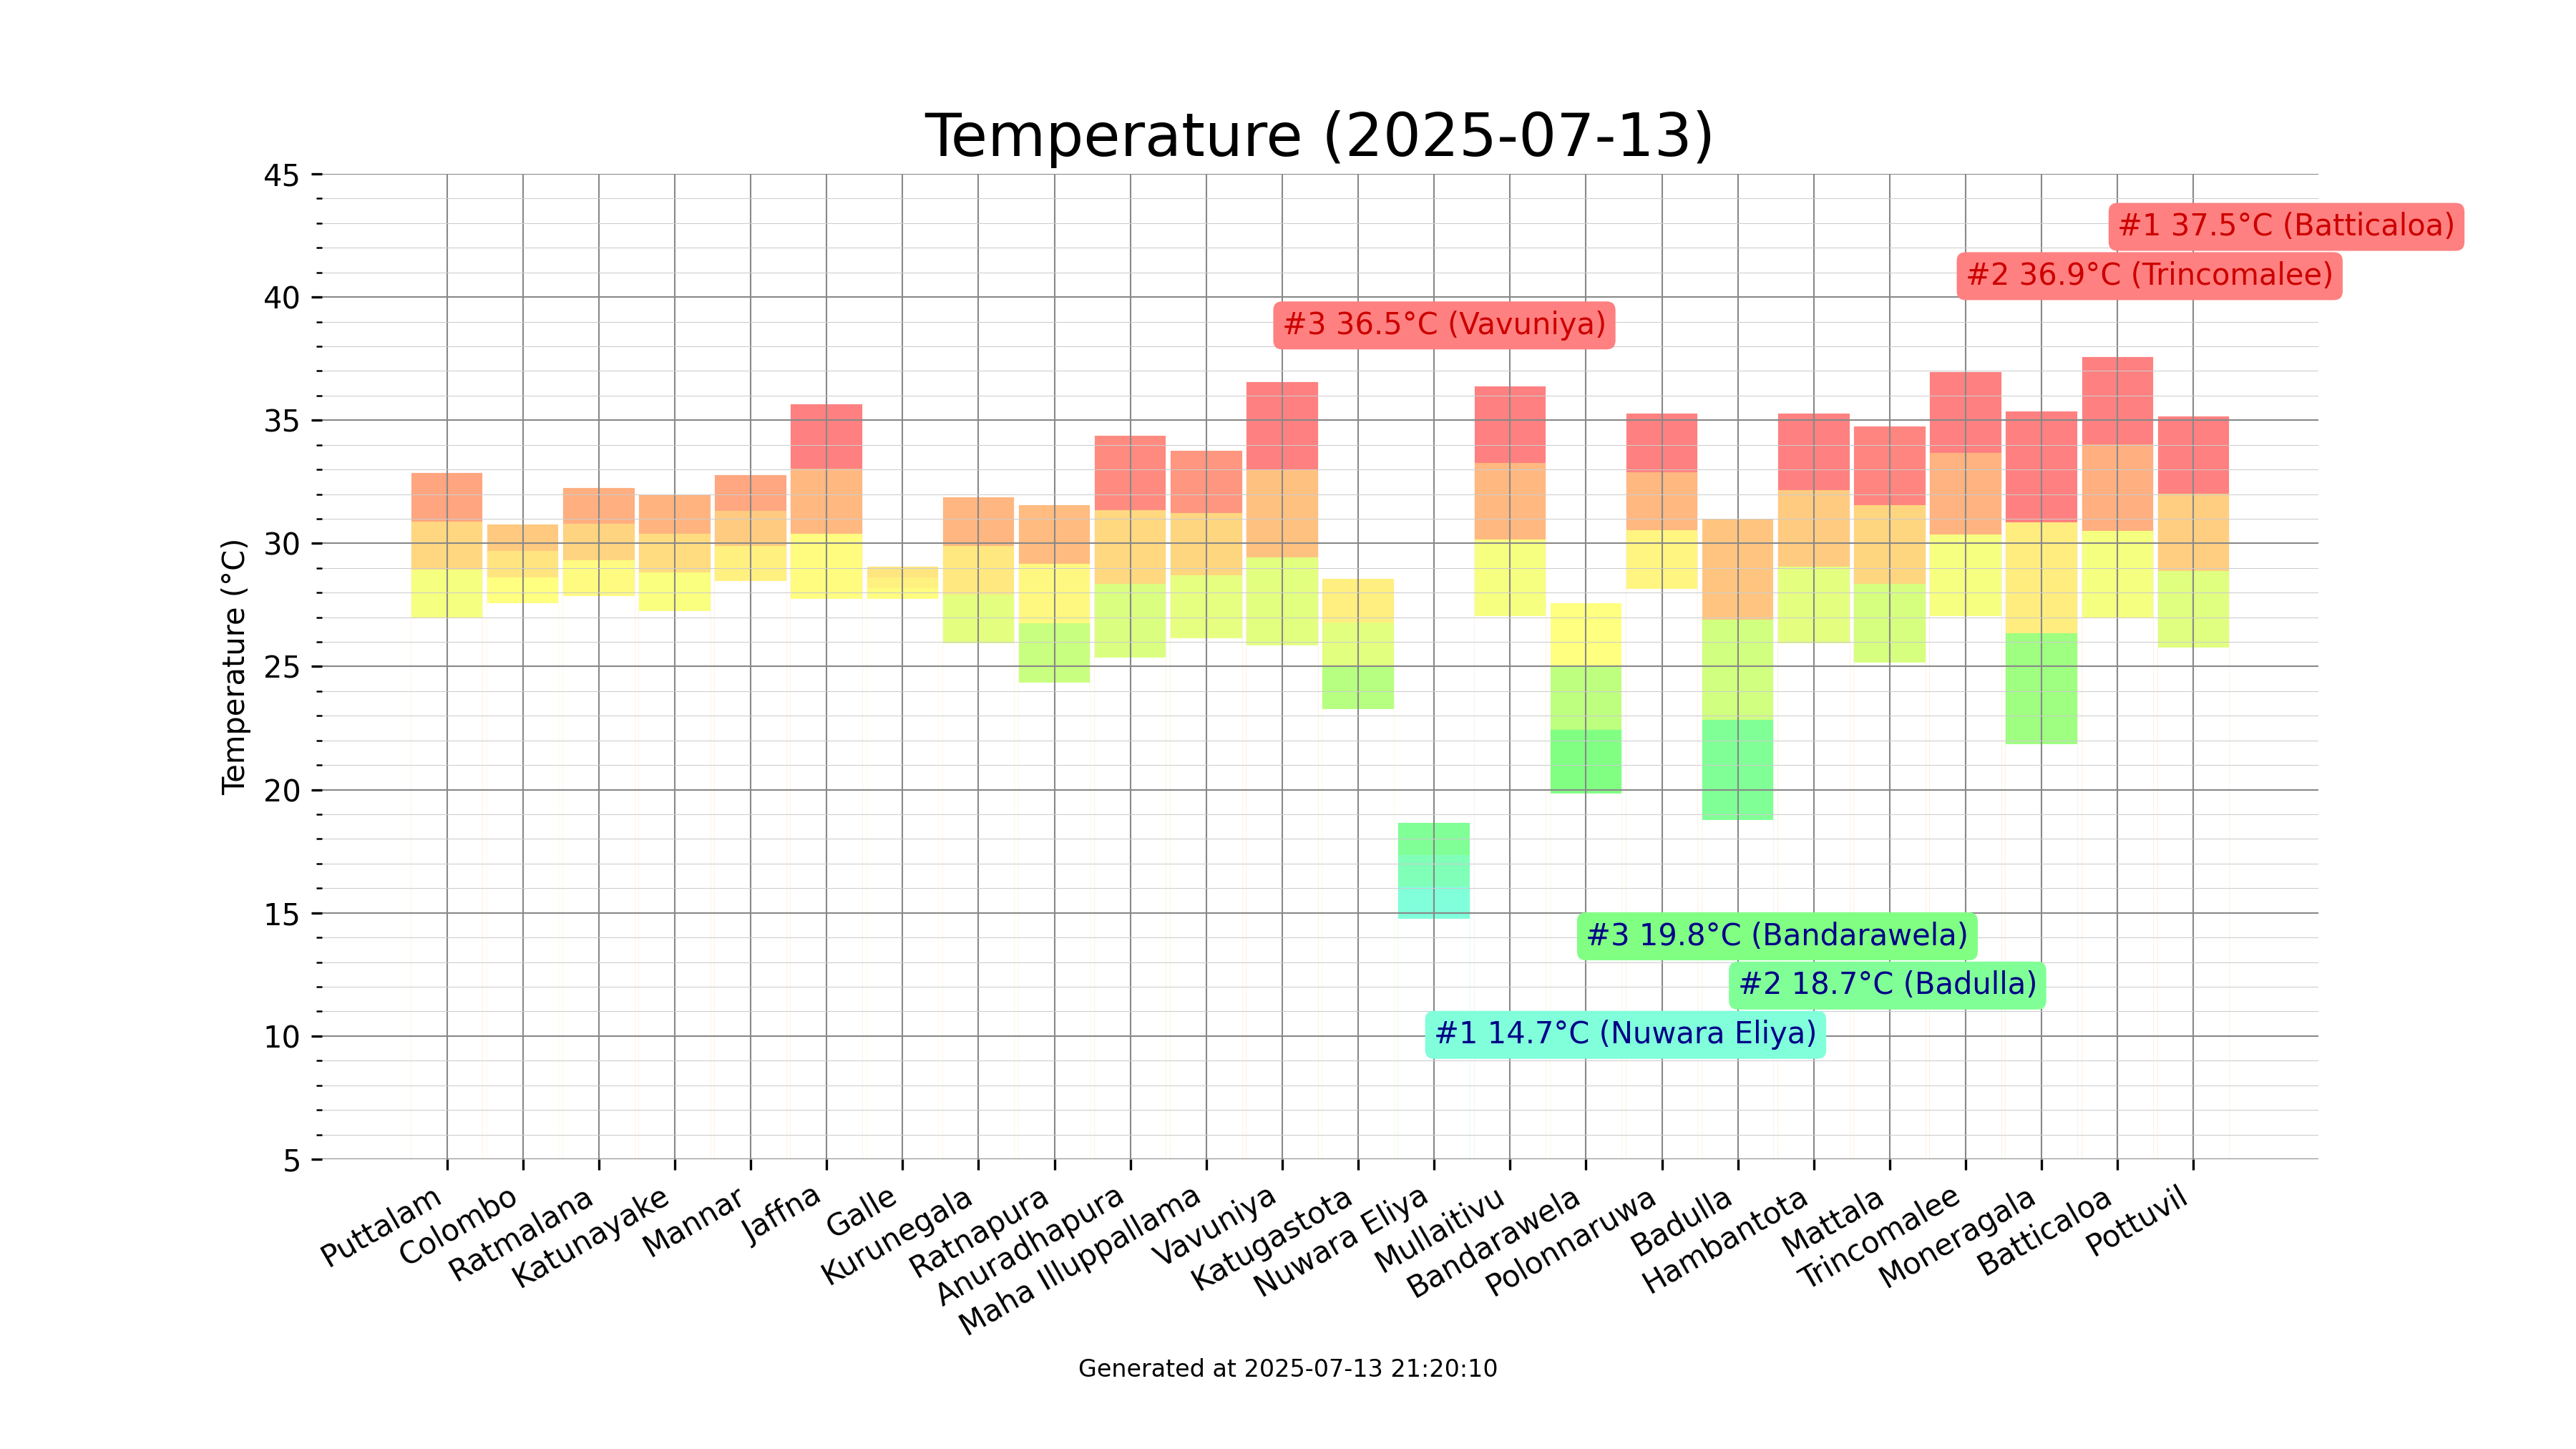 Temperature (2025-07-13)
45
40
35
30
25
20
15
10
5
Temperature (°C)
#1 37.5°C (Batticaloa)
#2 36.9°C (Trincomalee)
#3 36.5°C (Vavuniya)
#3 19.8°C (Bandarawela)
#2 18.7°C (Badulla)
#1 14.7°C (Nuwara Eliya)
Puttalam
Colombo
Ratmalana
Katunayake
Mannar
Jaffna
Galle
Kurunegala
Ratnapura
Anuradhapura
Maha Illuppallama
Vavuniya
Katugastota
Nuwara Eliya
Mullaitivu
Bandarawela
Polonnaruwa
Badulla
Hambantota
Mattala
Trincomalee
Moneragala
Batticaloa
Pottuvil
Generated at 2025-07-13 21:20:10